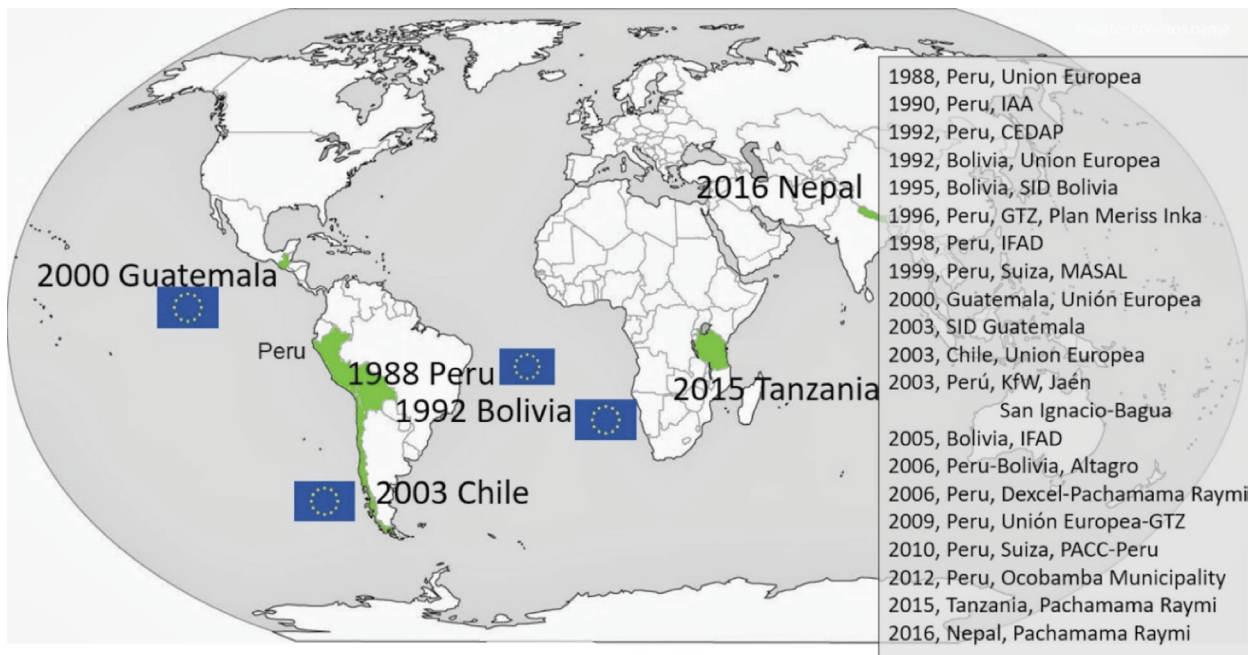 2016 Nepal
2000 Guatemala
Peru
1988 Peru
2015 Tanzania
1992 Bolivia
2003 Chile
1988, Peru, Union Europea
1990, Peru, IAA
1992, Peru, CEDAP
1992, Bolivia, Union Europea
1995, Bolivia, SID Bolivia
1996, Peru, GTZ, Plan Meriss Inka
1998, Peru, IFAD
1999, Peru, Suiza, MASAL
2000, Guatemala, Unión Europea
2003, SID Guatemala
2003, Chile, Union Europea
2003, Perú, KfW, Jaén
San Ignacio-Bagua
2005, Bolivia, IFAD
2006, Peru-Bolivia, Altagro
2006, Peru, Dexcel-Pachamama Raymi
2009, Peru, Unión Europea-GTZ
2010, Peru, Suiza, PACC-Peru
2012, Peru, Ocobamba Municipality
2015, Tanzania, Pachamama Raymi
2016, Nepal, Pachamama Raymi